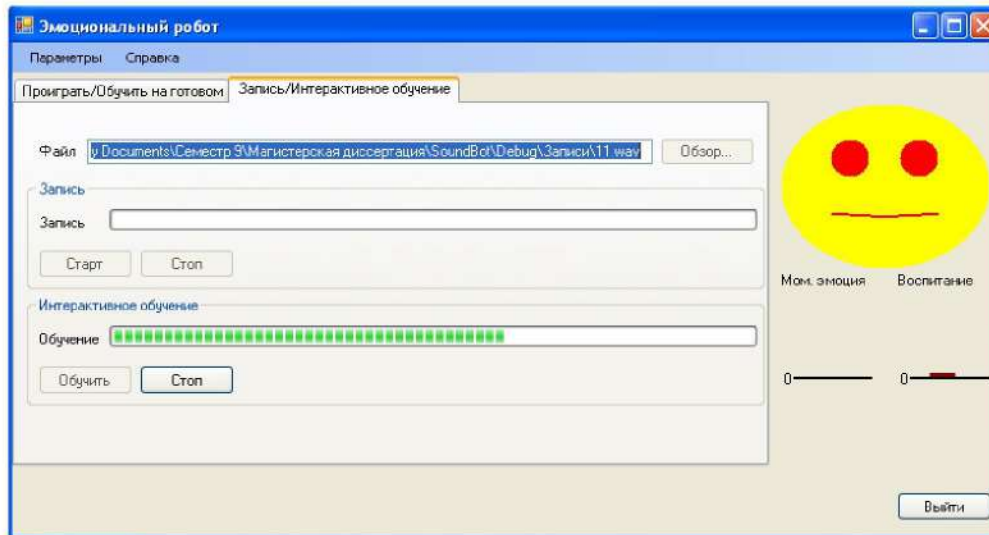 Эмоциональный робот
Параметры Справка
Проиграть/Обучить на готовом Запись/Интерактивное обучение
Файл y Documents\Семестр 9\Магистерская диссертация\SoundBot\Debug\Записи\11.wav Обзор...
Запись
Запись
Старт Стоп
Мом. эмоция Воспитание
Интерактивное обучение
Обучение
Обучить Стоп
0 0
Выйти